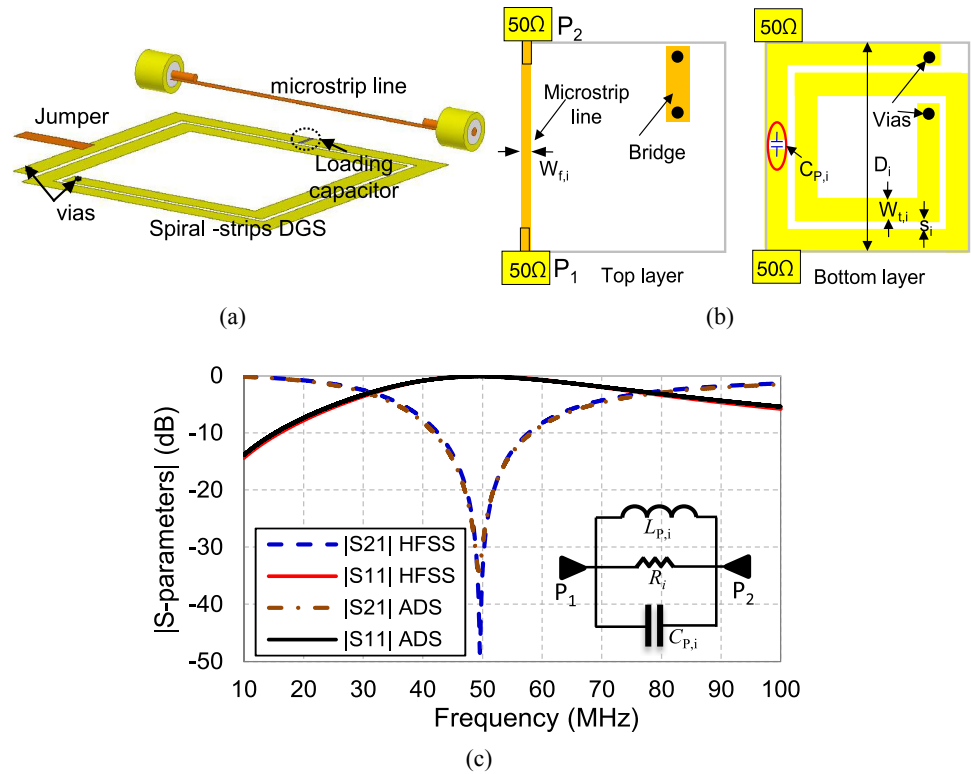 microstrip line
Jumper
Loading
capacitor
vias
Spiral -strips DGS
(a)
50Ω P2
Microstrip
line
Wf,i
Bridge
50Ω P1
Top layer
50Ω
Vias
CP,i
Di
Wt,i
si
50Ω
Bottom layer
(b)
|S-parameters| (dB)
0
-10
-20
-30
-40
-50
10 20 30 40 50 60 70 80 90 100
Frequency (MHz)
|S21| HFSS
|S11| HFSS
|S21| ADS
|S11| ADS
LP,i
P1
Ri
P2
CP,i
(c)